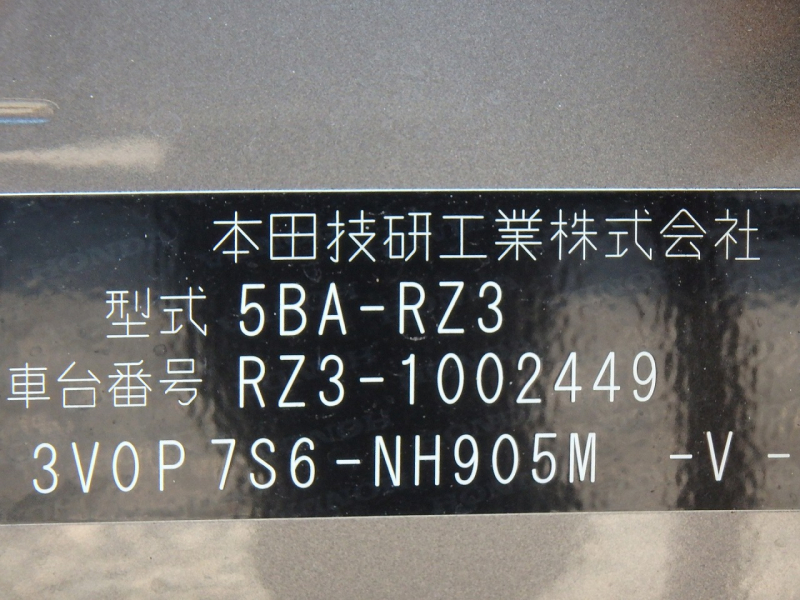 本田技研工業株式会社
型式 5BA-RZ3
車台番号 RZ3-1002449
3V0P 7S6-NH905M -V-